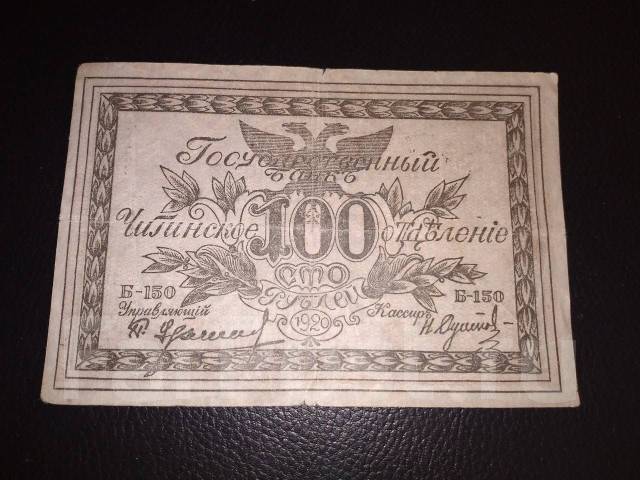 Государственный
банкъ
Читинское 100 отдѣленіе
сто
рублей
Б-150 Б-150
Управляющій Кассиръ
1920